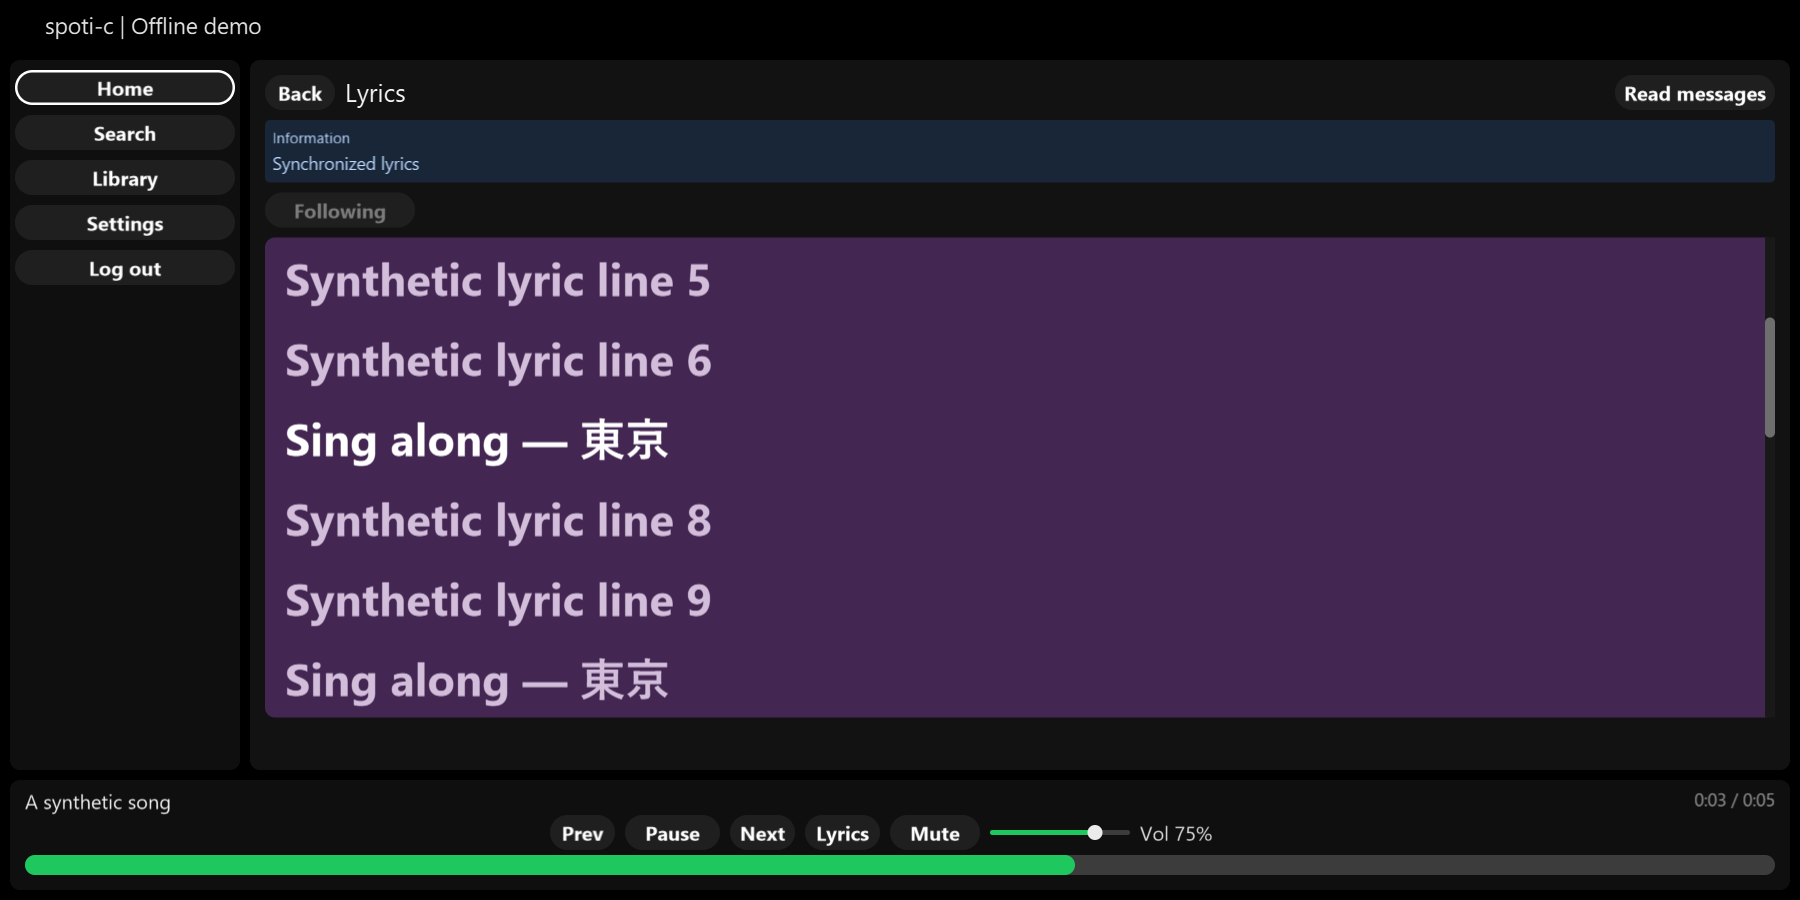 spoti-c | Offline demo
Home
Search
Library
Settings
Log out
Back
Lyrics
Read messages
Information
Synchronized lyrics
Following
Synthetic lyric line 5
Synthetic lyric line 6
Sing along — 東京
Synthetic lyric line 8
Synthetic lyric line 9
Sing along — 東京
A synthetic song
0:03 / 0:05
Prev
Pause
Next
Lyrics
Mute
Vol 75%